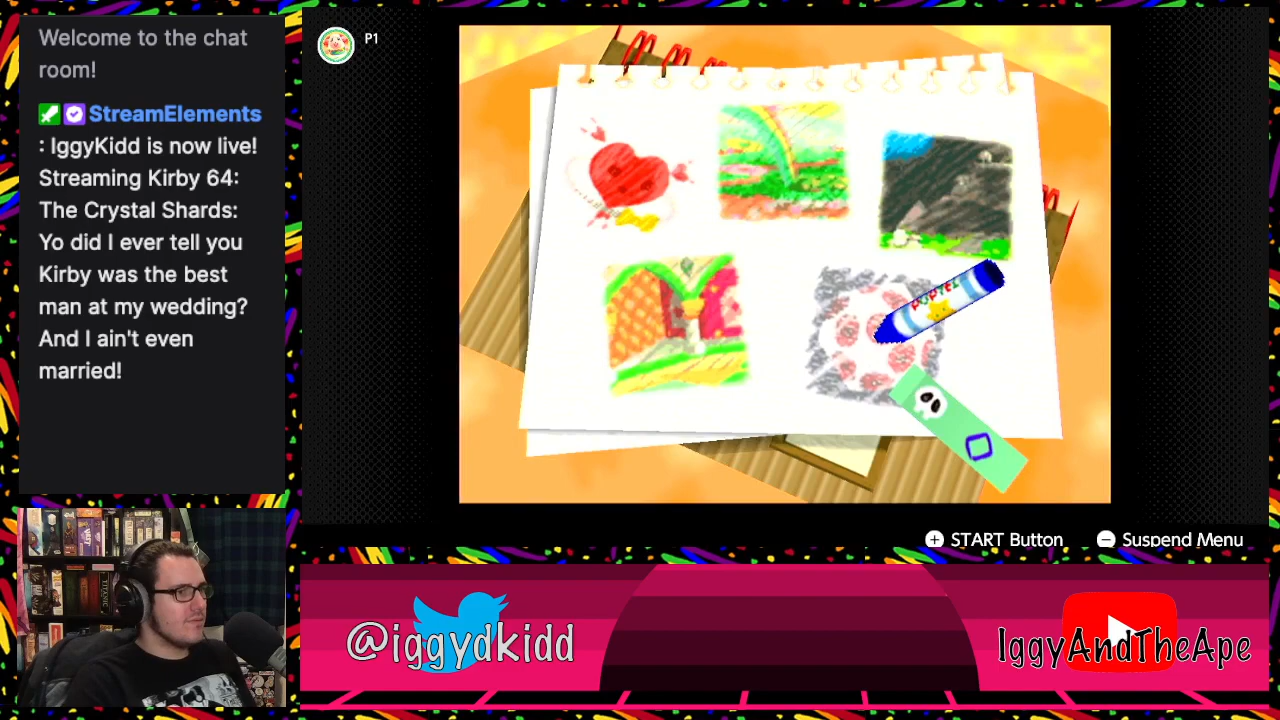 Welcome to the chat
room!
StreamElements
: IggyKidd is now live!
Streaming Kirby 64:
The Crystal Shards:
Yo did I ever tell you
Kirby was the best
man at my wedding?
And I ain't even
married!
P1
START Button
Suspend Menu
@iggydkidd
IggyAndTheApe
TITANIC